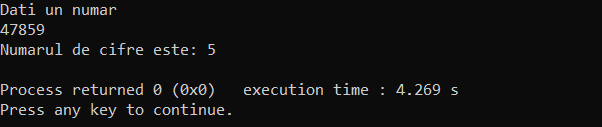 Dati un numar
47859
Numarul de cifre este: 5
Process returned 0 (0x0)   execution time : 4.269 s
Press any key to continue.